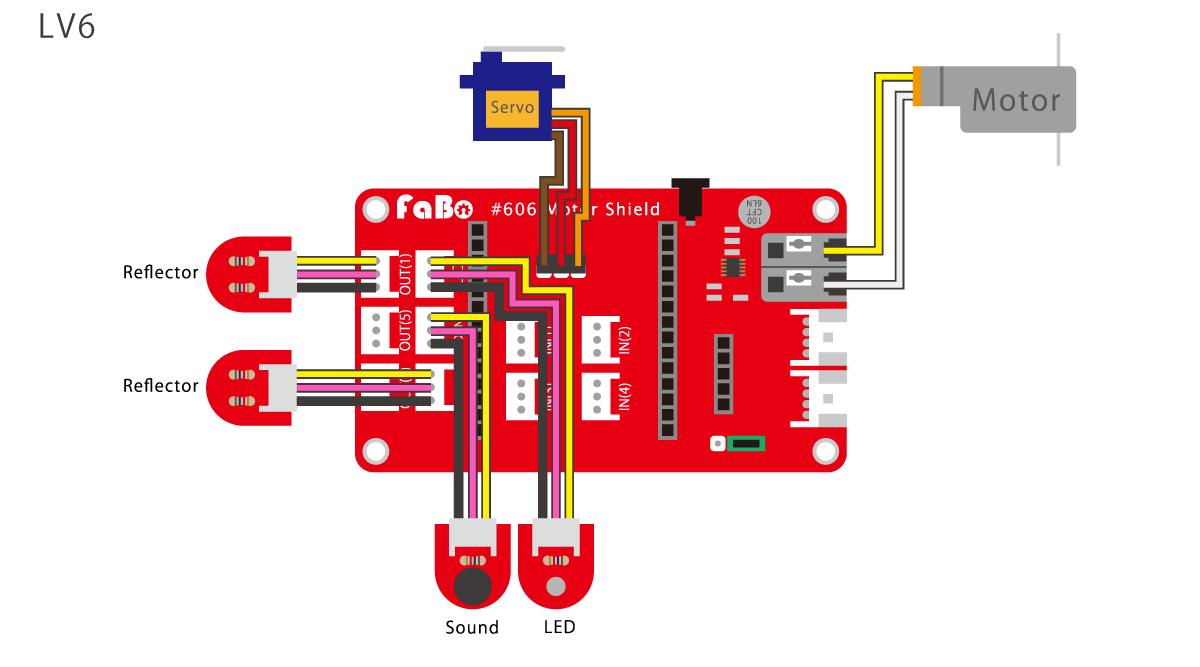 LV6
Servo
Motor
FaBo
#606 Motor Shield
100
CFT
6LN
Reflector
OUT(1)
OUT(5)
IN(2)
Reflector
IN(4)
Sound
LED